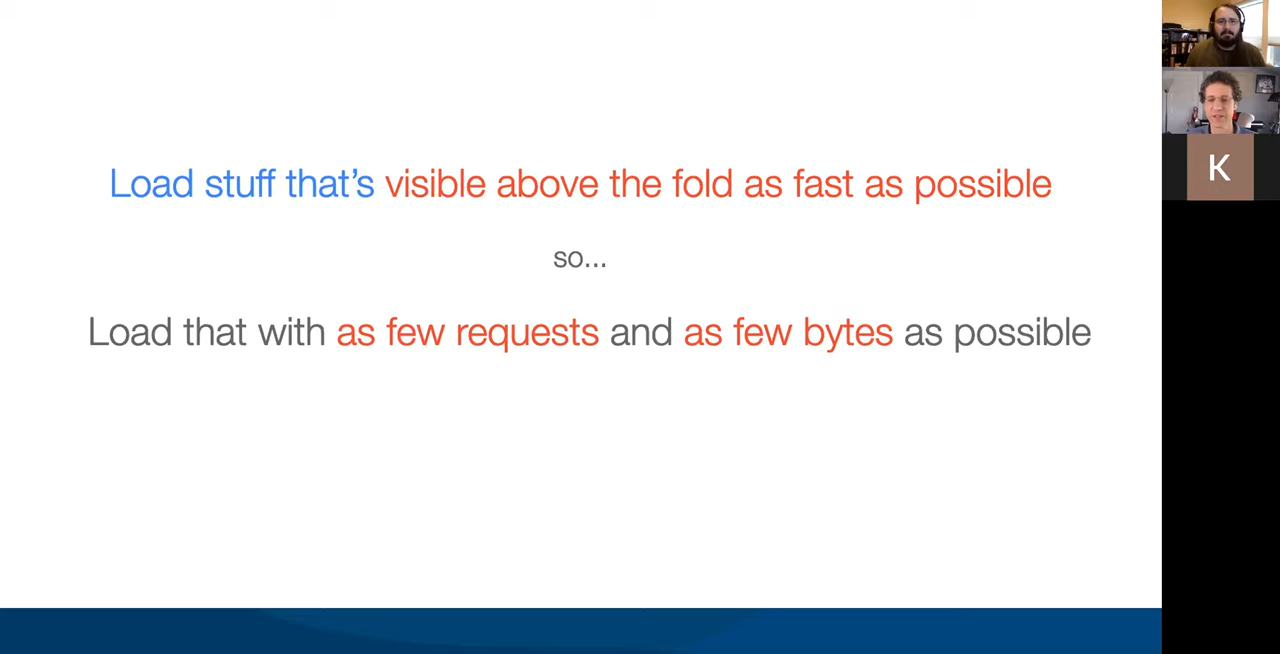 Load stuff that’s visible above the fold as fast as possible
so...
Load that with as few requests and as few bytes as possible
K